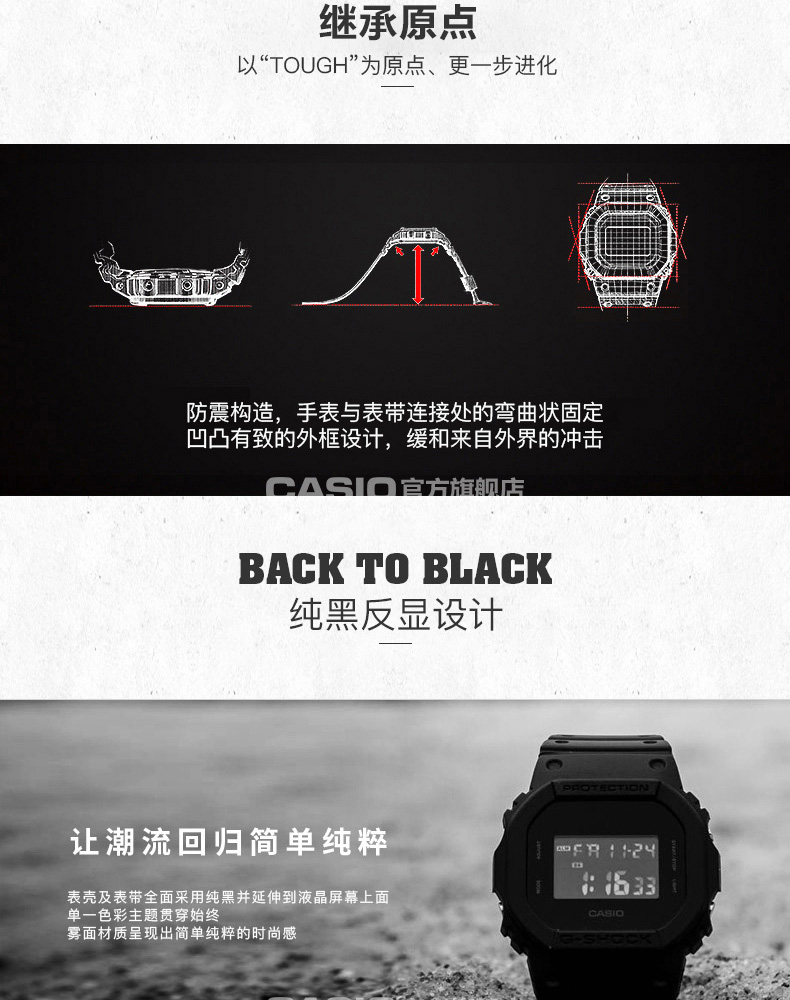 继承原点
以“TOUGH”为原点、更一步进化
防震构造，手表与表带连接处的弯曲状固定
凹凸有致的外框设计，缓和来自外界的冲击
CASIO官方旗舰店
BACK TO BLACK
纯黑反显设计
PROTECTION
让潮流回归简单纯粹
ADJUST
START/STOP
ALM FR 11-24
1:16 33
MODE
LIGHT
CASIO
G-SHOCK
表壳及表带全面采用纯黑并延伸到液晶屏幕上面
单一色彩主题贯穿始终
雾面材质呈现出简单纯粹的时尚感